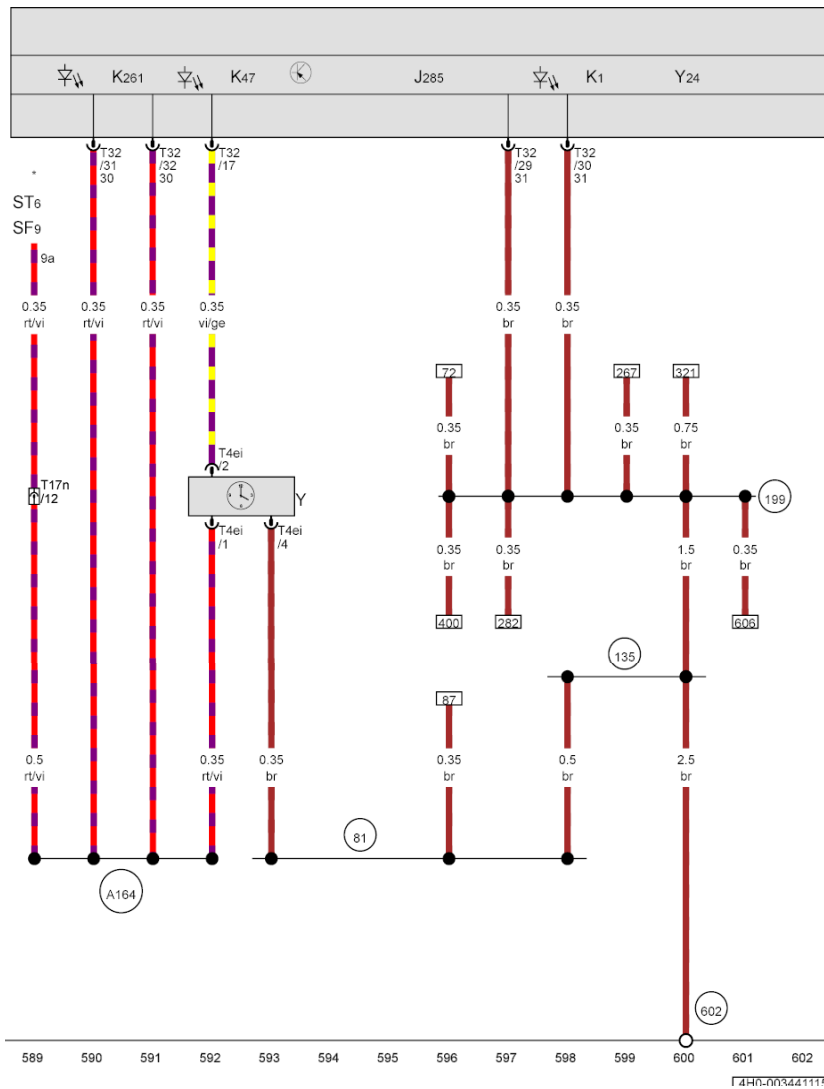 K261 K47 J285 K1 Y24
T32 T32 T32 T32 T32
/31 /32 /17 /29 /30
30 30 31 31
*
ST6
SF9
9a
0.35 0.35 0.35 0.35 0.35 0.35
rt/vi rt/vi rt/vi vi/ge br br
72 267 321
0.35 0.35 0.75
br br br
T4ei
/2
T17n
/12
Y
199
T4ei T4ei
/1 /4
0.35 0.35 1.5 0.35
br br br br
400 282 606
135
87
0.5 0.35 0.35 0.35 0.5 2.5
rt/vi rt/vi br br br br
81
A164
602
589 590 591 592 593 594 595 596 597 598 599 600 601 602
4H0-003441115